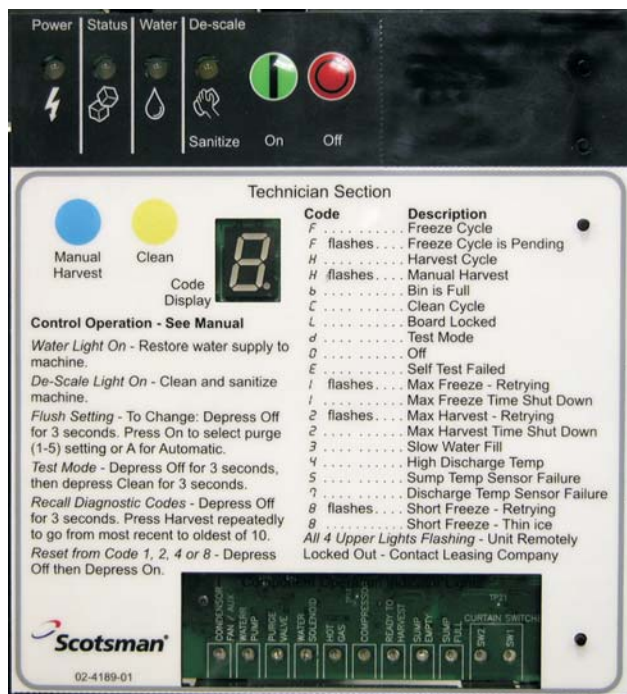 Power Status Water De-scale
Sanitize On Off
Technician Section
Manual
Harvest
Clean
Code
Display
Control Operation - See Manual
Water Light On - Restore water supply to
machine.
De-Scale Light On - Clean and sanitize
machine.
Flush Setting - To Change: Depress Off
for 3 seconds. Press On to select purge
(1-5) setting or A for Automatic.
Test Mode - Depress Off for 3 seconds,
then depress Clean for 3 seconds.
Recall Diagnostic Codes - Depress Off
for 3 seconds. Press Harvest repeatedly
to go from most recent to oldest of 10.
Reset from Code 1, 2, 4 or 8 - Depress
Off then Depress On.
Code Description
F . . . . . . . . . . Freeze Cycle
F flashes . . . . Freeze Cycle is Pending
H . . . . . . . . . . Harvest Cycle
H flashes . . . . Manual Harvest
b . . . . . . . . . . Bin is Full
C . . . . . . . . . . Clean Cycle
L . . . . . . . . . . Board Locked
d . . . . . . . . . . Test Mode
0 . . . . . . . . . . Off
E . . . . . . . . . . Self Test Failed
1 flashes . . . . Max Freeze - Retrying
1 . . . . . . . . . . Max Freeze Time Shut Down
2 flashes . . . . Max Harvest - Retrying
2 . . . . . . . . . . Max Harvest Time Shut Down
3 . . . . . . . . . . Slow Water Fill
4 . . . . . . . . . . High Discharge Temp
5 . . . . . . . . . . Sump Temp Sensor Failure
7 . . . . . . . . . . Discharge Temp Sensor Failure
8 flashes . . . . Short Freeze - Retrying
8 . . . . . . . . . . Short Freeze - Thin ice
All 4 Upper Lights Flashing - Unit Remotely
Locked Out - Contact Leasing Company
Scotsman
02-4189-01
TP21
CONDENSOR
FAN / AUX
WATERR
PUMP
PURGE
VALVE
WATER
SOLENOID
HOT
GAS
COMPRESSO
READY TO
HARVEST
SUMP
EMPTY
SUMP
FULL
CURTAIN SWITCH
SW2
SW1